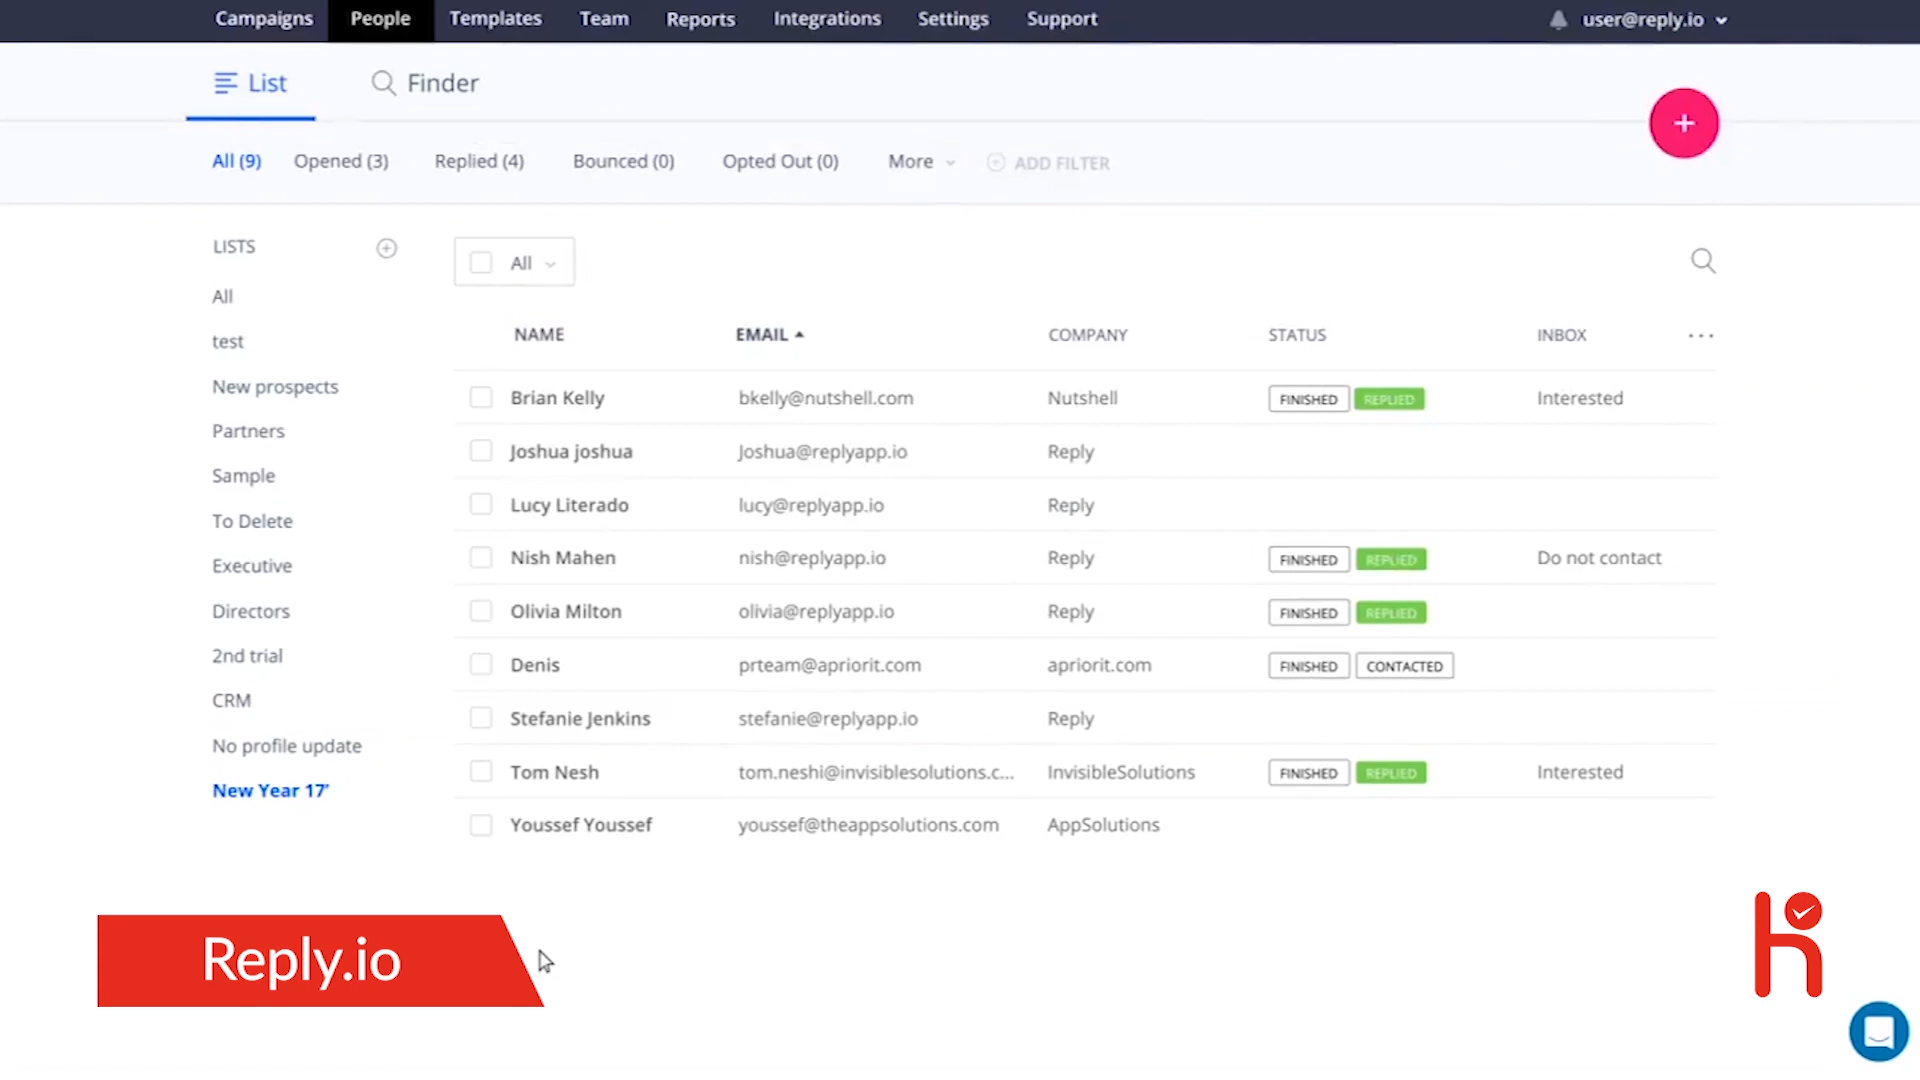 Campaigns People Templates Team Reports Integrations Settings Support user@reply.io
List Finder
All (9) Opened (3) Replied (4) Bounced (0) Opted Out (0) More ADD FILTER
LISTS
All
test
New prospects
Partners
Sample
To Delete
Executive
Directors
2nd trial
CRM
No profile update
New Year 17'
All
NAME EMAIL COMPANY STATUS INBOX
Brian Kelly bkelly@nutshell.com Nutshell FINISHED REPLIED Interested
Joshua joshua Joshua@replyapp.io Reply
Lucy Literado lucy@replyapp.io Reply
Nish Mahen nish@replyapp.io Reply FINISHED REPLIED Do not contact
Olivia Milton olivia@replyapp.io Reply FINISHED REPLIED
Denis prteam@apriorit.com apriorit.com FINISHED CONTACTED
Stefanie Jenkins stefanie@replyapp.io Reply
Tom Nesh tom.neshi@invisiblesolutions.c... InvisibleSolutions FINISHED REPLIED Interested
Youssef Youssef youssef@theappsolutions.com AppSolutions
Reply.io